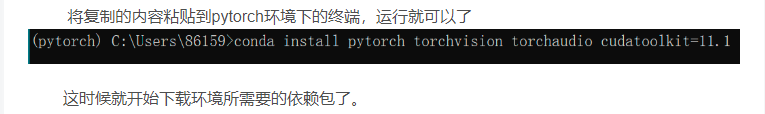 将复制的内容粘贴到pytorch环境下的终端，运行就可以了
(pytorch) C:\Users\86159>conda install pytorch torchvision torchaudio cudatoolkit=11.1
这时候就开始下载环境所需要的依赖包了。